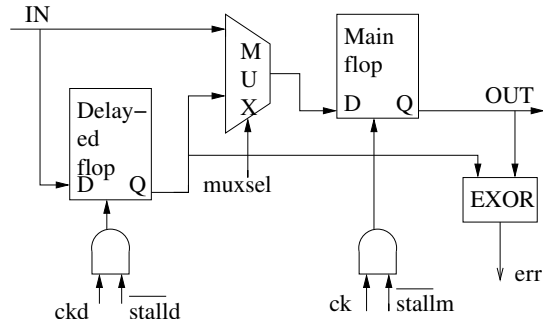 IN
Main
flop
D
Q
OUT
M
U
X
Delay–
ed
flop
D
Q
muxsel
EXOR
err
ckd
stalld
ck
stallm